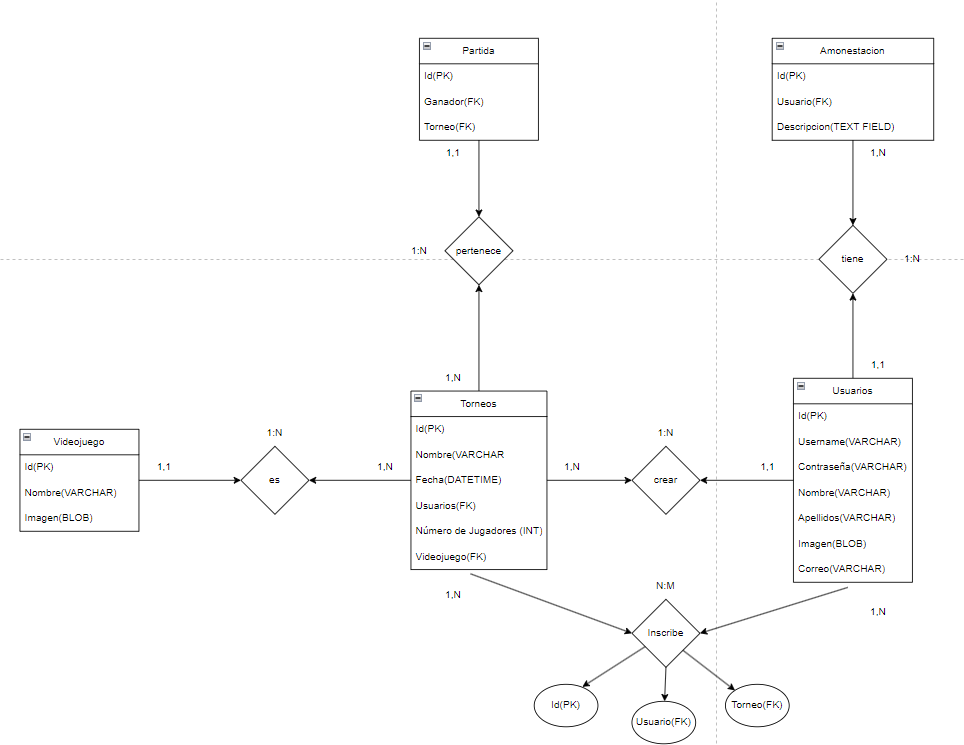 Partida
Id(PK)
Ganador(FK)
Torneo(FK)
1,1
1:N
pertenece
1,N
Amonestacion
Id(PK)
Usuario(FK)
Descripcion(TEXT FIELD)
1,N
tiene
1:N
1,1
Videojuego
Id(PK)
Nombre(VARCHAR)
Imagen(BLOB)
1,1
1:N
es
1,N
Torneos
Id(PK)
Nombre(VARCHAR
Fecha(DATETIME)
Usuarios(FK)
Número de Jugadores (INT)
Videojuego(FK)
1,N
1:N
crear
1,1
Usuarios
Id(PK)
Username(VARCHAR)
Contraseña(VARCHAR)
Nombre(VARCHAR)
Apellidos(VARCHAR)
Imagen(BLOB)
Correo(VARCHAR)
1,N
N:M
1,N
Inscribe
Id(PK)
Usuario(FK)
Torneo(FK)